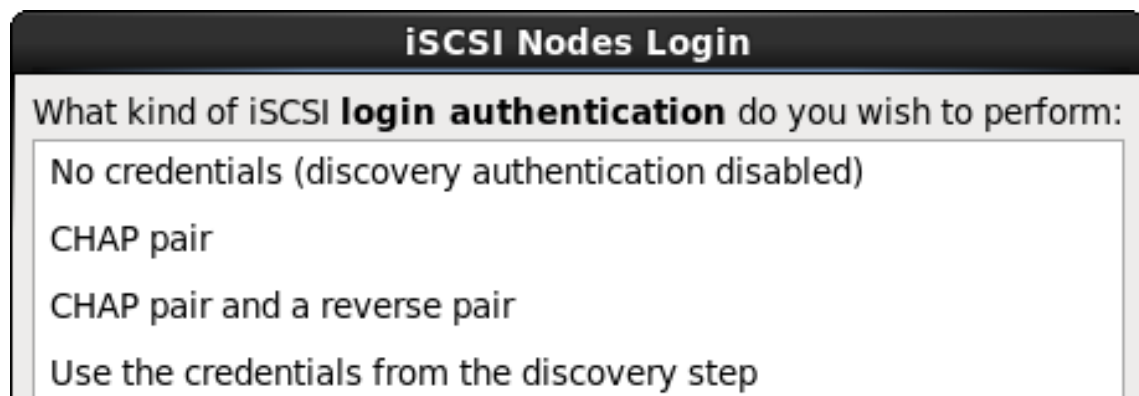 iSCSI Nodes Login
What kind of iSCSI login authentication do you wish to perform:
No credentials (discovery authentication disabled)
CHAP pair
CHAP pair and a reverse pair
Use the credentials from the discovery step